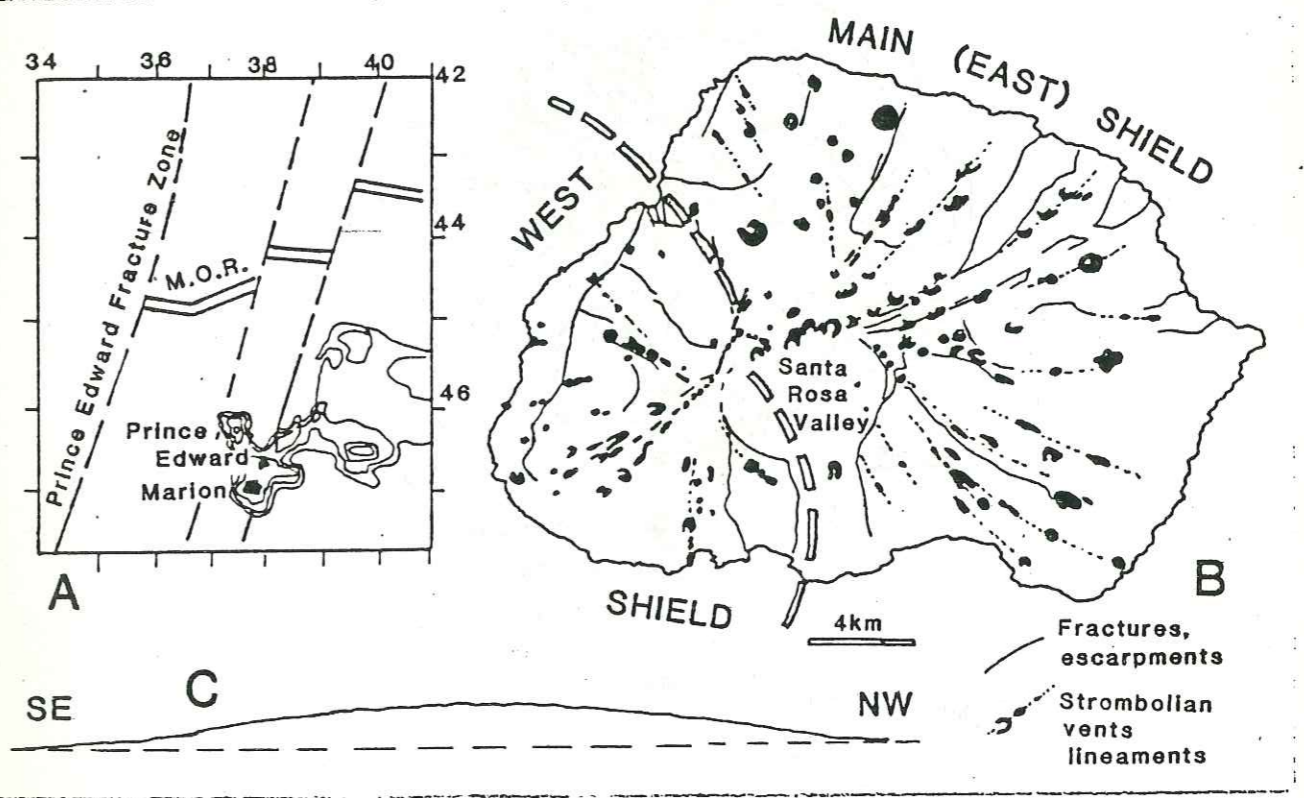 34 36 38 40
42
44
46
Prince Edward Fracture Zone
M.O.R.
Prince
Edward
Marion
A
MAIN (EAST) SHIELD
WEST
SHIELD
Santa
Rosa
Valley
B
4km
Fractures,
escarpments
Strombolian
vents
lineaments
C
SE
NW